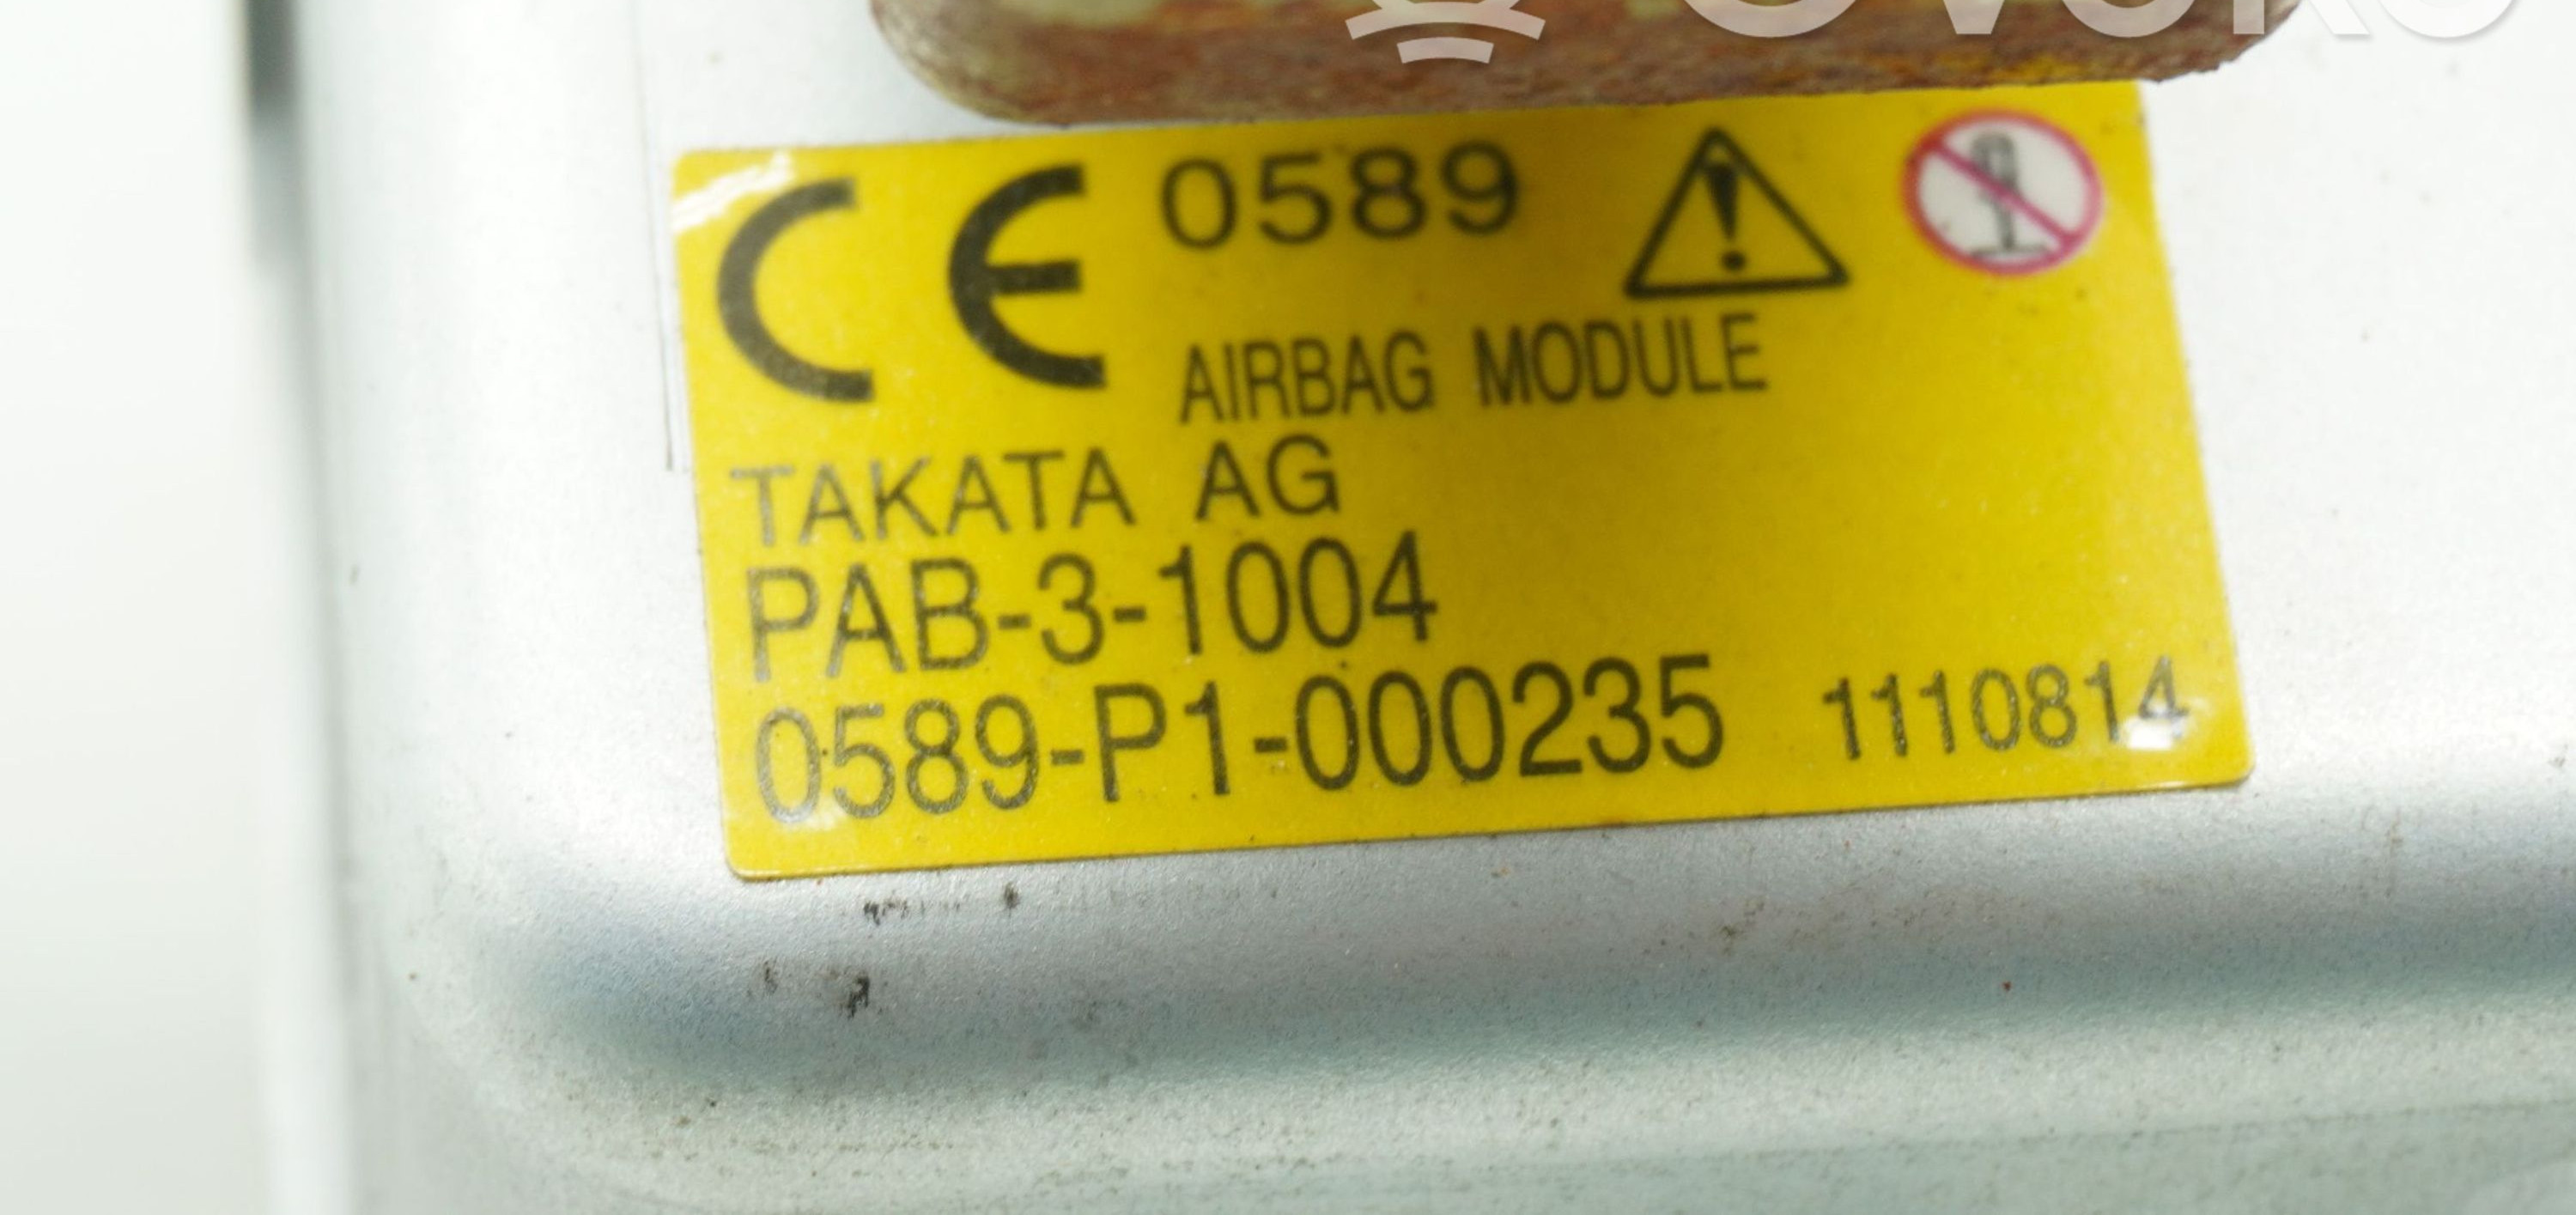 CE 0589
AIRBAG MODULE
TAKATA AG
PAB-3-1004
0589-P1-000235 1110814